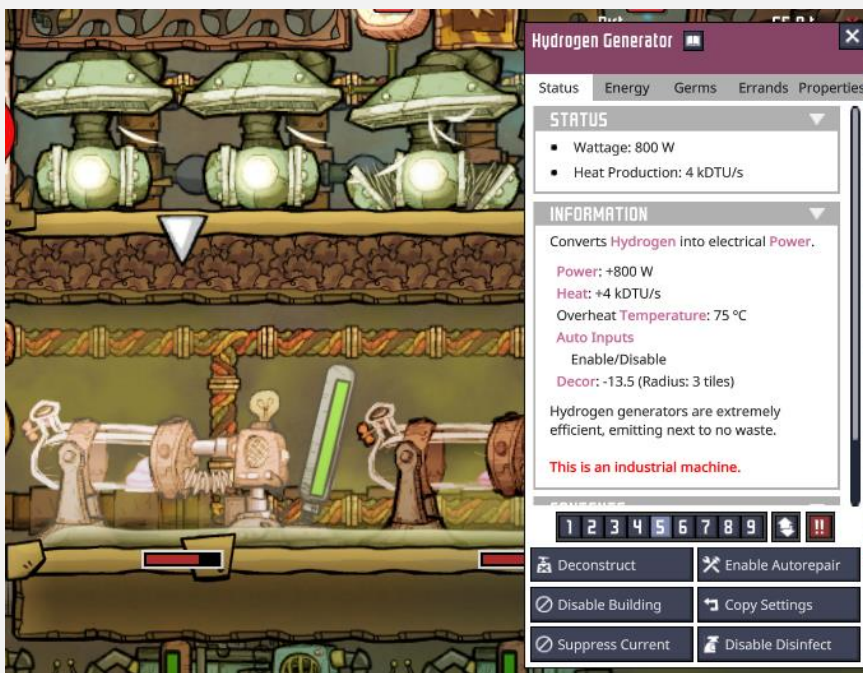 Hydrogen Generator
Status Energy Germs Errands Properties
STATUS
Wattage: 800 W
Heat Production: 4 kDTU/s
INFORMATION
Converts Hydrogen into electrical Power.
Power: +800 W
Heat: +4 kDTU/s
Overheat Temperature: 75 ºC
Auto Inputs
Enable/Disable
Decor: -13.5 (Radius: 3 tiles)
Hydrogen generators are extremely
efficient, emitting next to no waste.
This is an industrial machine.
1 2 3 4 5 6 7 8 9 !!
Deconstruct
Enable Autorepair
Disable Building
Copy Settings
Suppress Current
Disable Disinfect